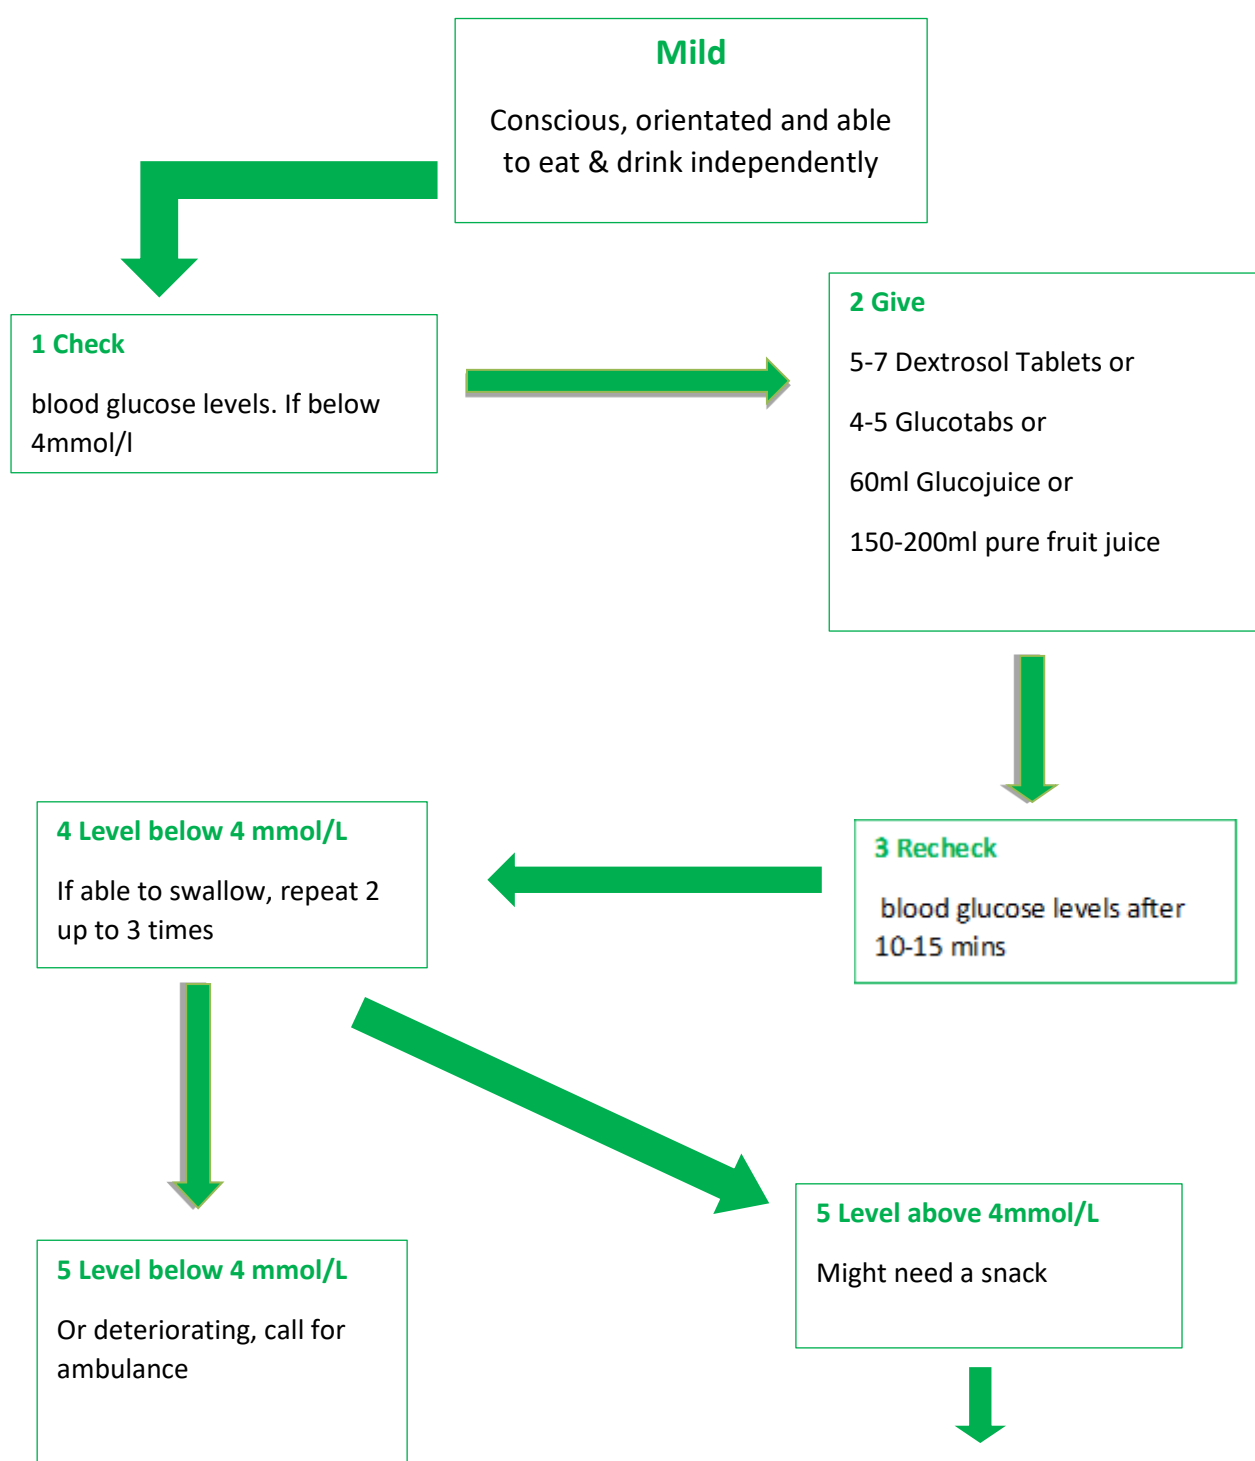 Mild
Conscious, orientated and able
to eat & drink independently
1 Check
blood glucose levels. If below
4mmol/l
2 Give
5-7 Dextrosol Tablets or
4-5 Glucotabs or
60ml Glucojuice or
150-200ml pure fruit juice
3 Recheck
blood glucose levels after
10-15 mins
4 Level below 4 mmol/L
If able to swallow, repeat 2
up to 3 times
5 Level below 4 mmol/L
Or deteriorating, call for
ambulance
5 Level above 4mmol/L
Might need a snack